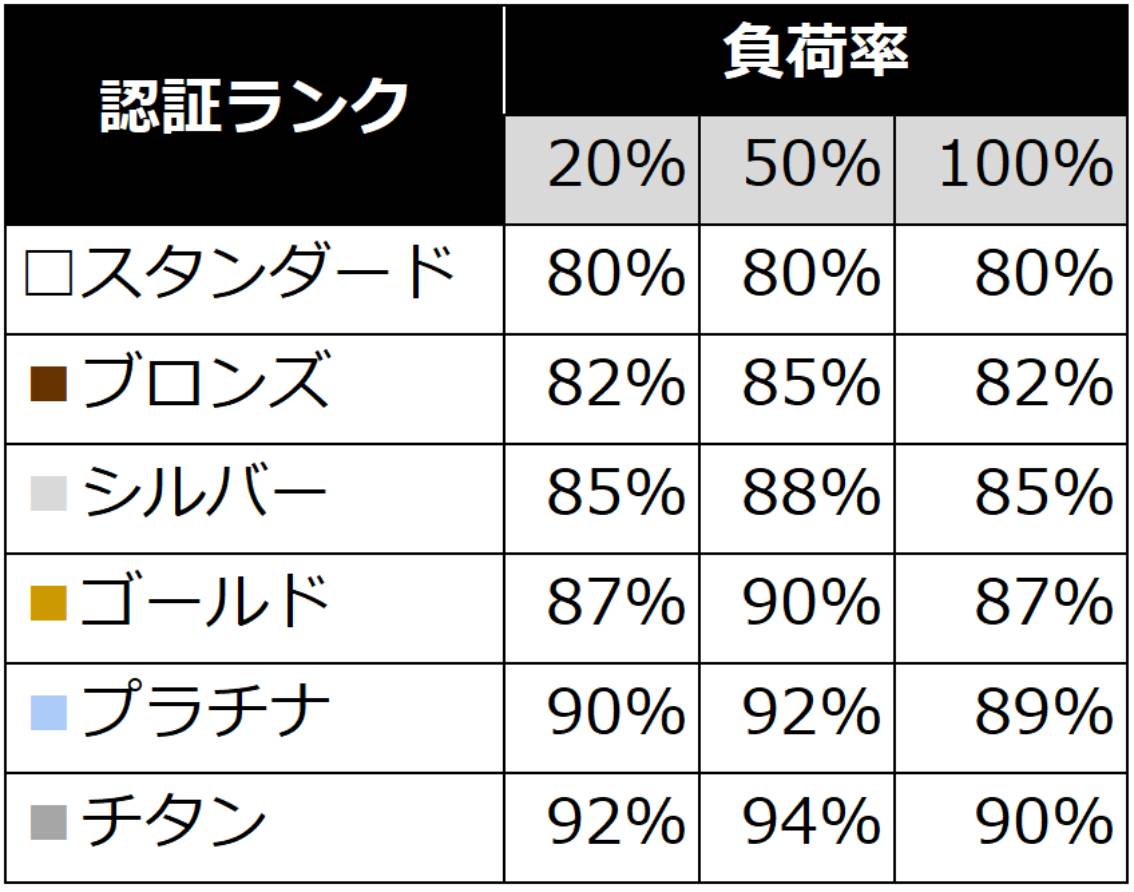 認証ランク 負荷率
20% 50% 100%
□スタンダード 80% 80% 80%
■ブロンズ 82% 85% 82%
■シルバー 85% 88% 85%
■ゴールド 87% 90% 87%
■プラチナ 90% 92% 89%
■チタン 92% 94% 90%